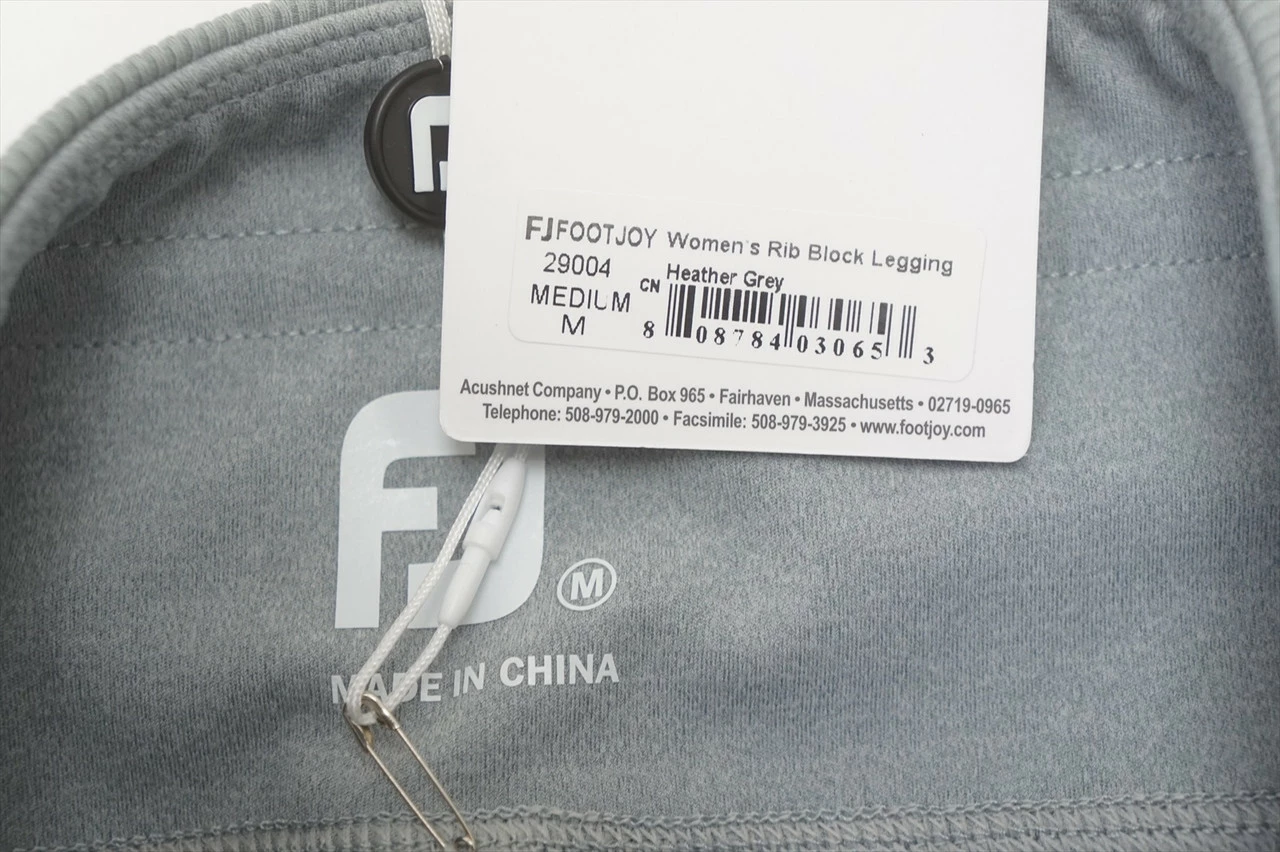 FJ
FJ FOOTJOY Women's Rib Block Legging
29004
Heather Grey
MEDIUM
CN
M
8 08784 03065 3
Acushnet Company • P.O. Box 965 • Fairhaven • Massachusetts • 02719-0965
Telephone: 508-979-2000 • Facsimile: 508-979-3925 • www.footjoy.com
FJ
M
MADE IN CHINA